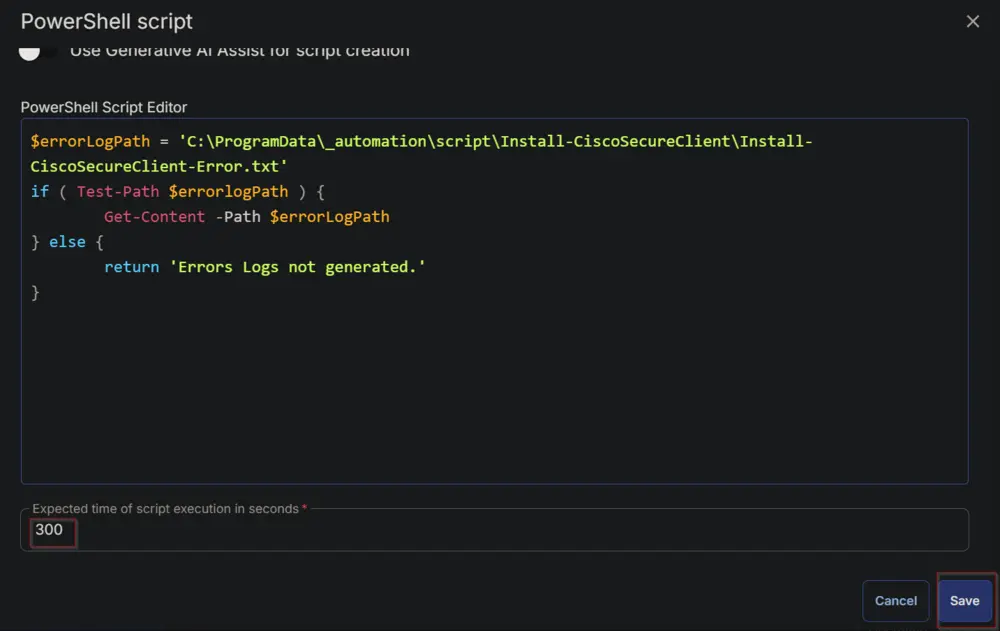 PowerShell script
Use Generative AI Assist for script creation
PowerShell Script Editor
$errorLogPath = 'C:\ProgramData\_automation\script\Install-CiscoSecureClient\Install-
CiscoSecureClient-Error.txt'
if ( Test-Path $errorlogPath ) {
        Get-Content -Path $errorLogPath
} else {
        return 'Errors Logs not generated.'
}
Expected time of script execution in seconds *
300
Cancel Save